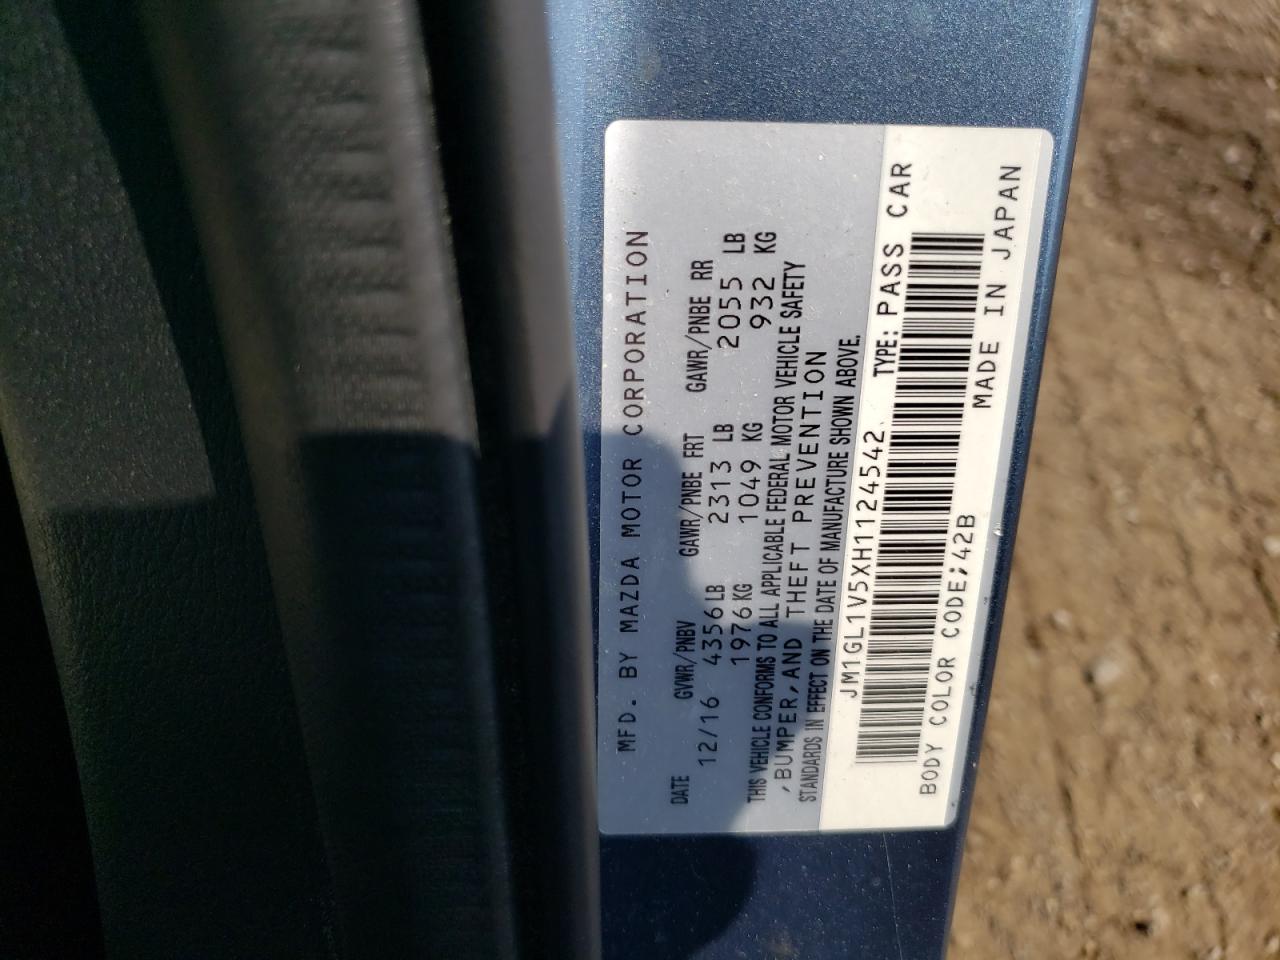 MFD. BY MAZDA MOTOR CORPORATION
DATE GVWR/PNBV GAWR/PNBE FRT GAWR/PNBE RR
12/16 4356 LB 2313 LB 2055 LB
1976 KG 1049 KG 932 KG
THIS VEHICLE CONFORMS TO ALL APPLICABLE FEDERAL MOTOR VEHICLE SAFETY
,BUMPER,AND THEFT PREVENTION
STANDARDS IN EFFECT ON THE DATE OF MANUFACTURE SHOWN ABOVE.
JM1GL1V5XH1124542 TYPE: PASS CAR
BODY COLOR CODE;42B MADE IN JAPAN